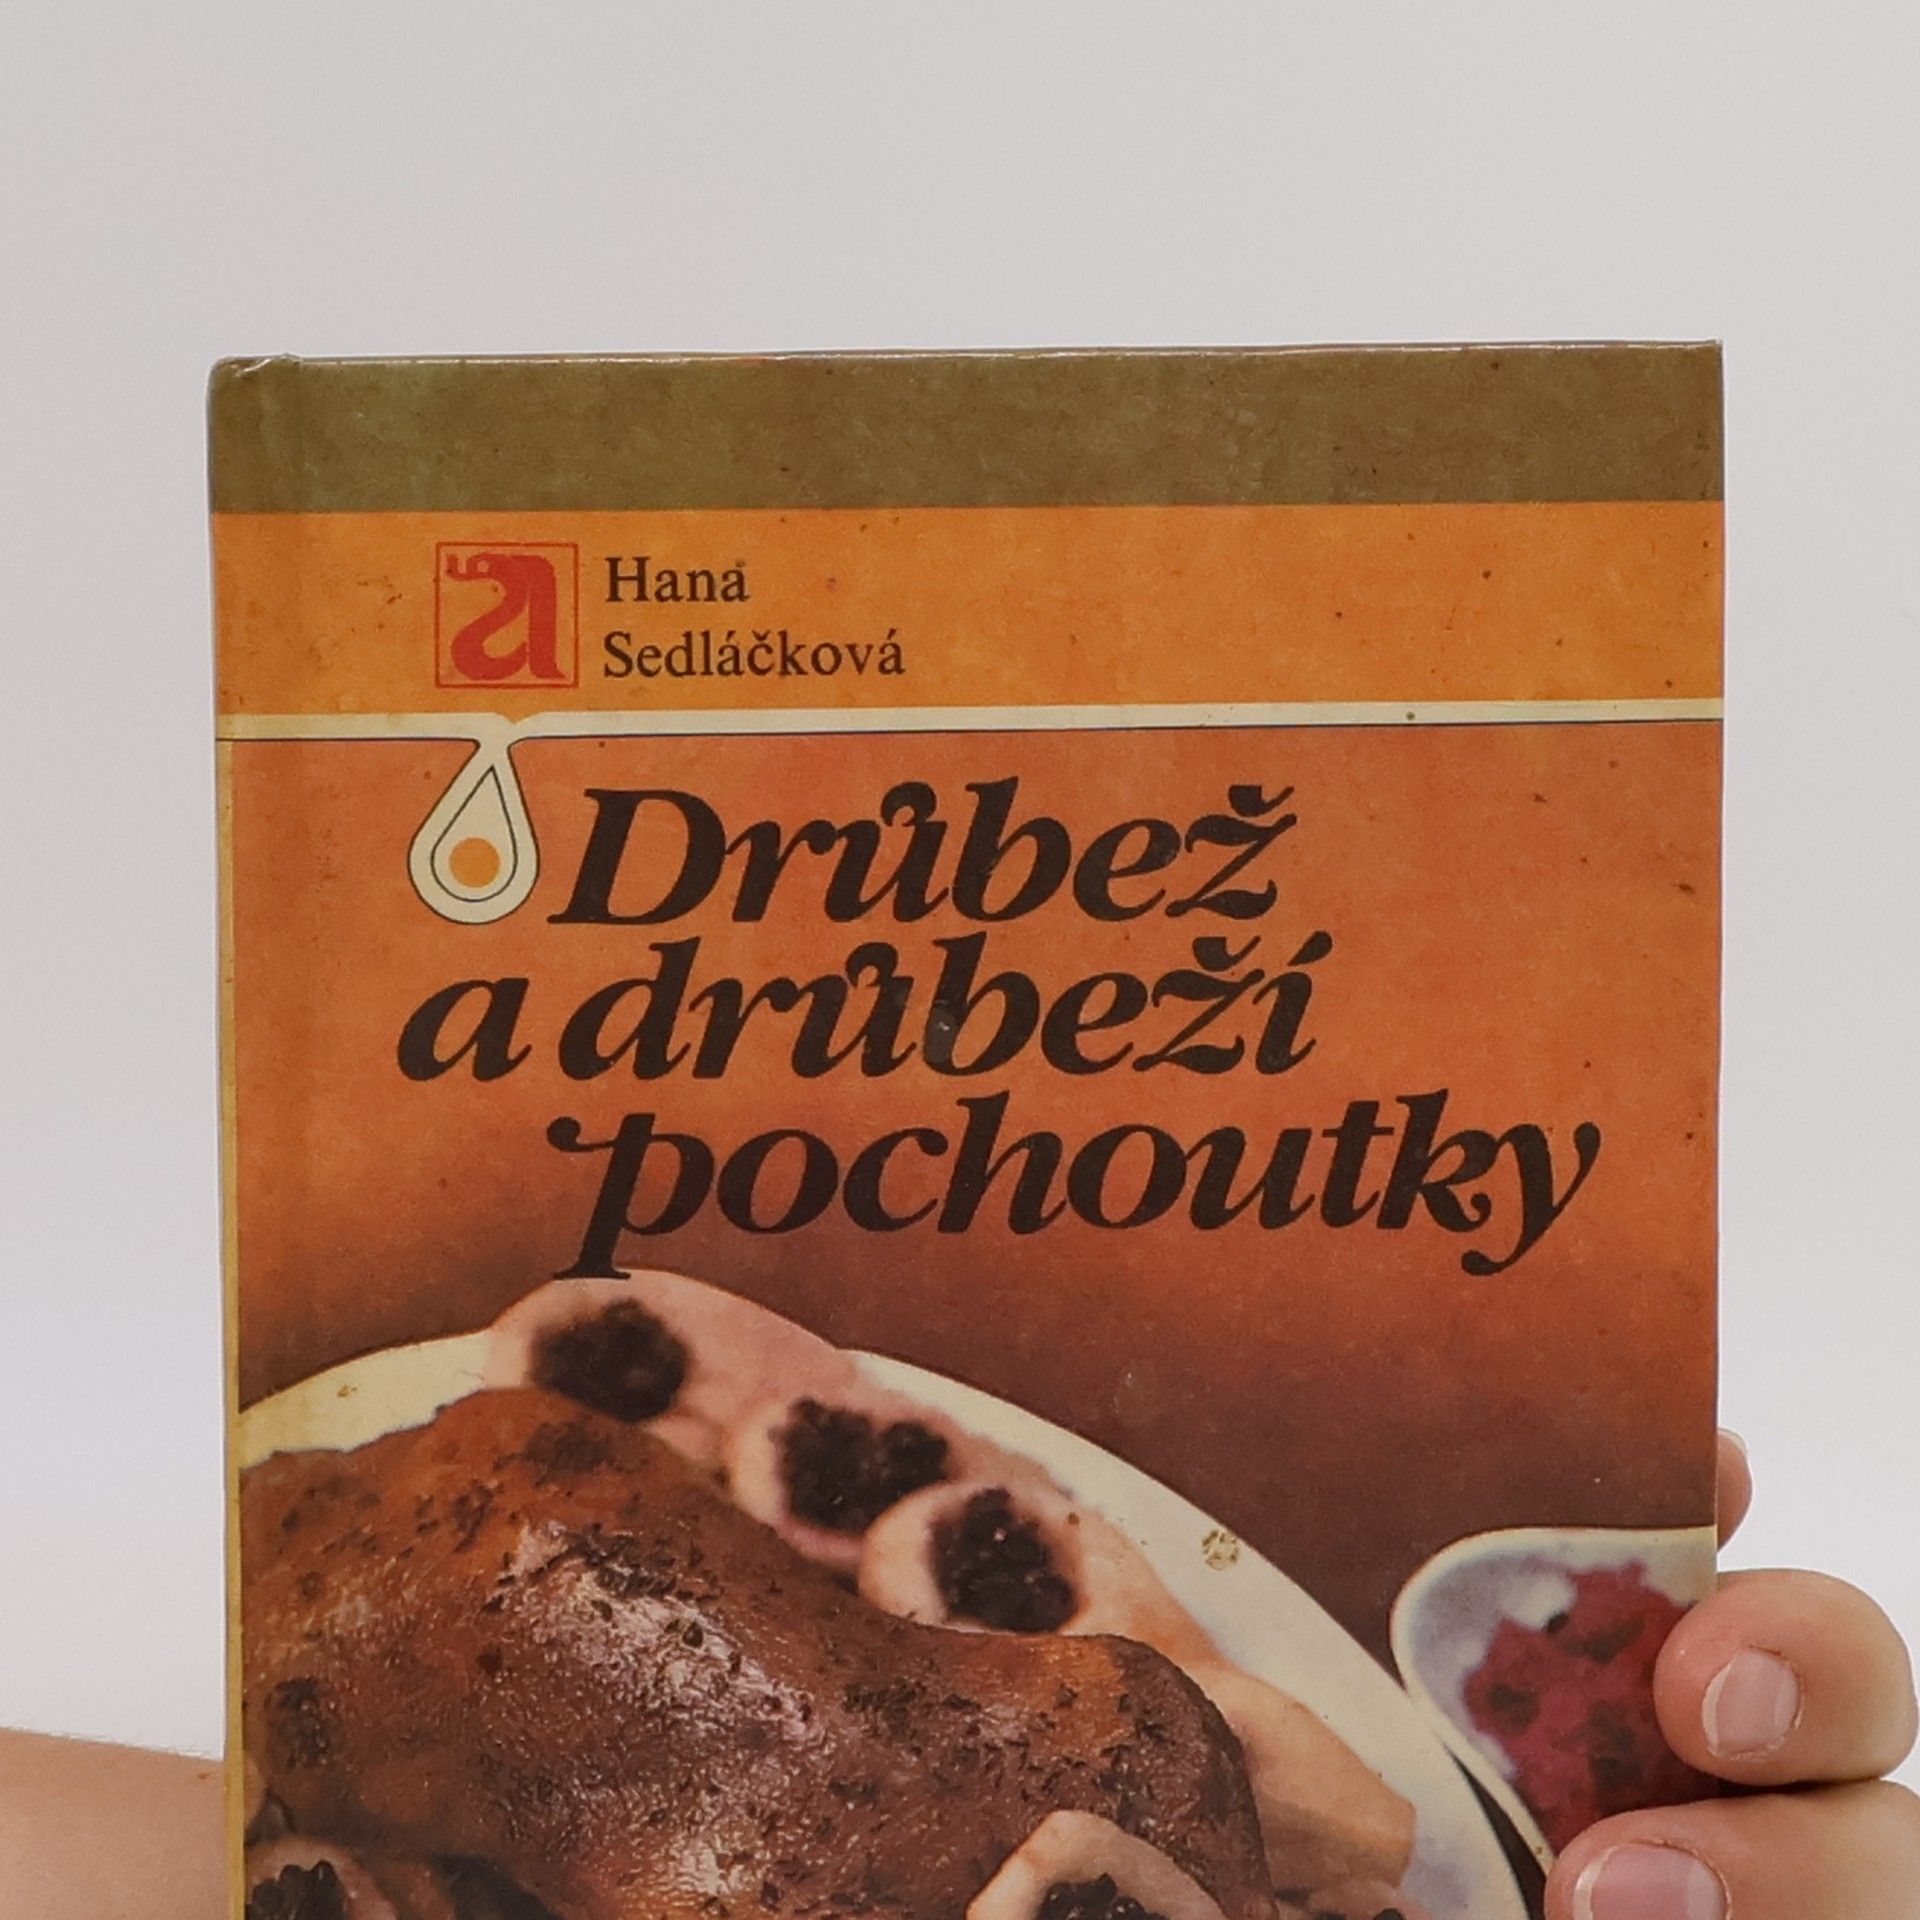 Hana
Sedláčková
Drůbež
a drůbeží
pochoutky